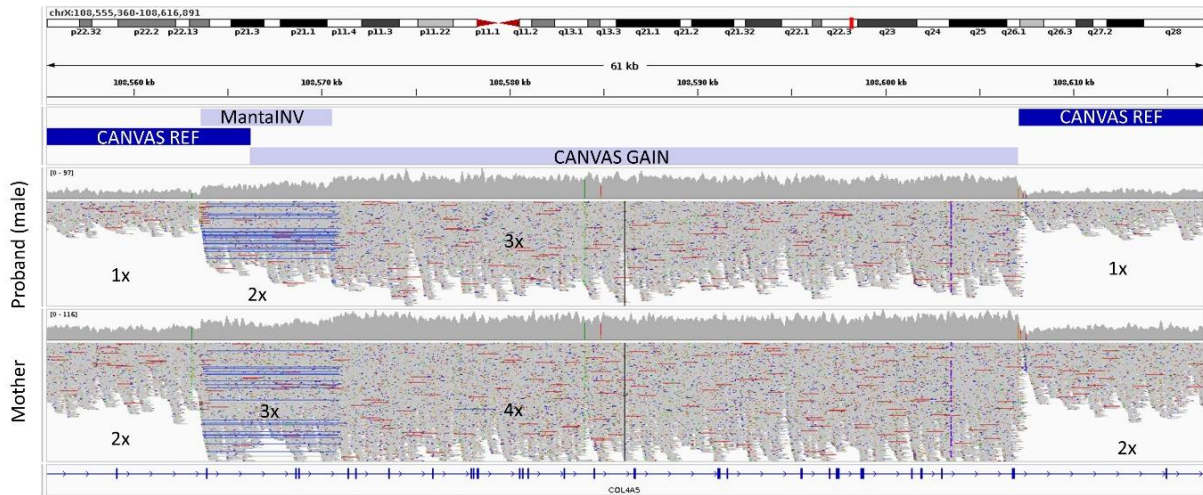 chrX:108,555,360-108,616,891
p22.32 p22.2 p22.13 p21.3 p21.1 p11.4 p11.3 p11.22 p11.1 q11.2 q13.1 q13.3 q21.1 q21.2 q21.32 q22.1 q22.3 q23 q24 q25 q26.1 q26.3 q27.2 q28
61 kb
108,560 kb 108,570 kb 108,580 kb 108,590 kb 108,600 kb 108,610 kb
MantaINV CANVAS REF
CANVAS REF
CANVAS GAIN
Proband (male)
[0 - 97]
3x
1x 2x 1x
Mother
[0 - 116]
3x 4x
2x 2x
COL4A5